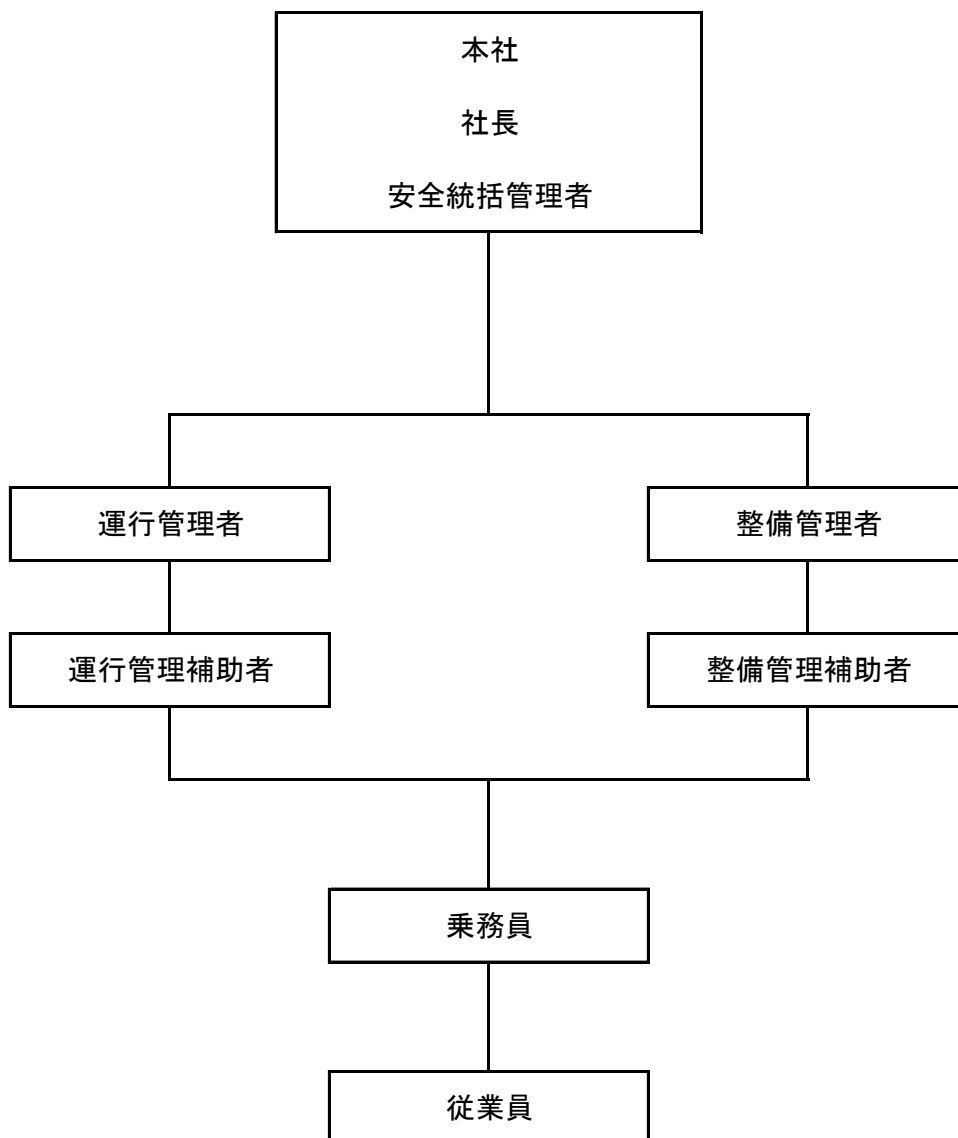 本社
社長
安全統括管理者
運行管理者
整備管理者
運行管理補助者
整備管理補助者
乗務員
従業員